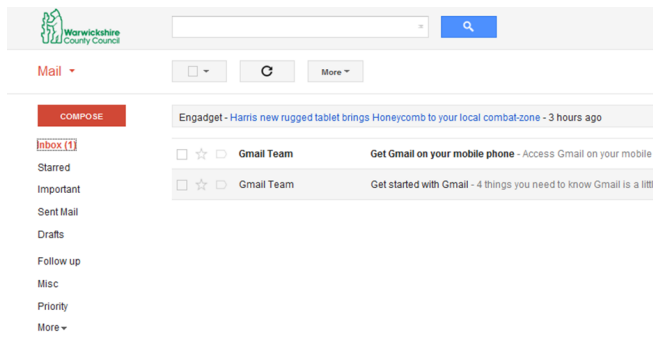 Warwickshire
County Council
Mail
More
COMPOSE
Engadget - Harris new rugged tablet brings Honeycomb to your local combat-zone - 3 hours ago
Inbox (1)
Gmail Team Get Gmail on your mobile phone - Access Gmail on your mobile
Starred
Important
Gmail Team Get started with Gmail - 4 things you need to know Gmail is a
Sent Mail
Drafts
Follow up
Misc
Priority
More